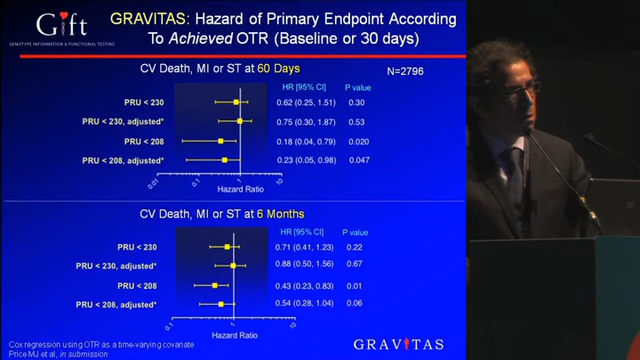 Gift
GENOTYPE INFORMATION & FUNCTIONAL TESTING
GRAVITAS: Hazard of Primary Endpoint According
To Achieved OTR (Baseline or 30 days)
CV Death, MI or ST at 60 Days
N=2796
HR [95% CI] P value
PRU < 230 0.62 (0.25, 1.51) 0.30
PRU < 230, adjusted* 0.75 (0.30, 1.87) 0.53
PRU < 208 0.18 (0.04, 0.79) 0.020
PRU < 208, adjusted* 0.23 (0.05, 0.98) 0.047
0.01 0.1 1 10
Hazard Ratio
CV Death, MI or ST at 6 Months
HR [95% CI] P value
PRU < 230 0.71 (0.41, 1.23) 0.22
PRU < 230, adjusted* 0.88 (0.50, 1.56) 0.67
PRU < 208 0.43 (0.23, 0.83) 0.01
PRU < 208, adjusted* 0.54 (0.28, 1.04) 0.06
0.1 1 10
Hazard Ratio
Cox regression using OTR as a time-varying covariate
Price MJ et al, in submission
GRAVITAS